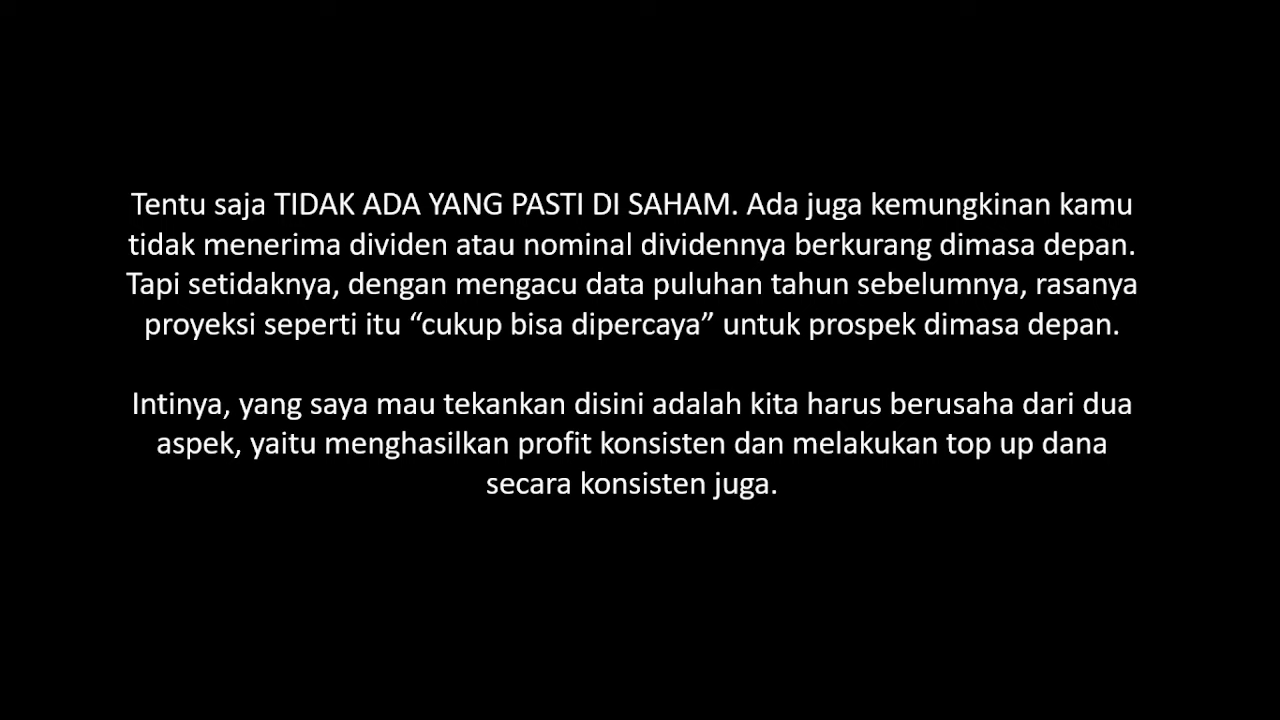 Tentu saja TIDAK ADA YANG PASTI DI SAHAM. Ada juga kemungkinan kamu
tidak menerima dividen atau nominal dividennya berkurang dimasa depan.
Tapi setidaknya, dengan mengacu data puluhan tahun sebelumnya, rasanya
proyeksi seperti itu “cukup bisa dipercaya” untuk prospek dimasa depan.
Intinya, yang saya mau tekankan disini adalah kita harus berusaha dari dua
aspek, yaitu menghasilkan profit konsisten dan melakukan top up dana
secara konsisten juga.